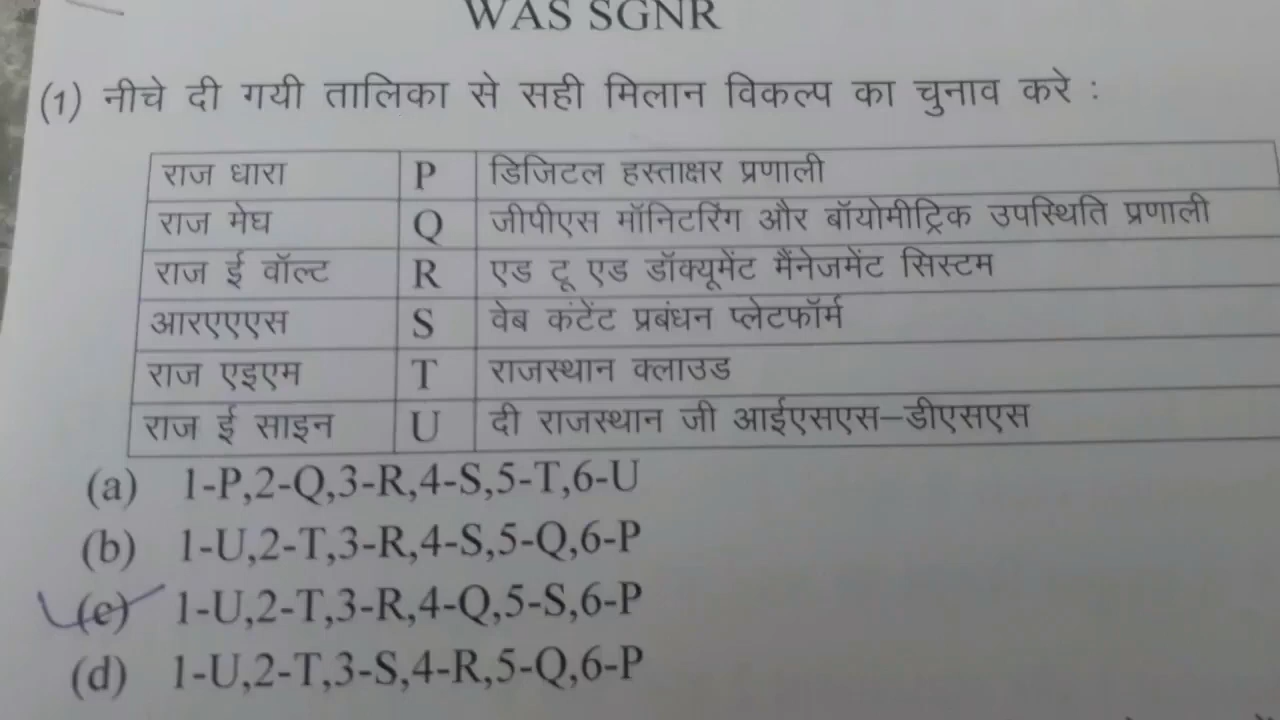 WAS SGNR
(1) नीचे दी गयी तालिका से सही मिलान विकल्प का चुनाव करे :
राज धारा P डिजिटल हस्ताक्षर प्रणाली
राज मेघ Q जीपीएस मॉनिटरिंग और बॉयोमीट्रिक उपस्थिति प्रणाली
राज ई वॉल्ट R एड टू एड डॉक्यूमेंट मैंनेजमेंट सिस्टम
आरएएएस S वेब कंटेंट प्रबंधन प्लेटफॉर्म
राज एइएम T राजस्थान क्लाउड
राज ई साइन U दी राजस्थान जी आईएसएस–डीएसएस
(a) 1-P,2-Q,3-R,4-S,5-T,6-U
(b) 1-U,2-T,3-R,4-S,5-Q,6-P
(c) 1-U,2-T,3-R,4-Q,5-S,6-P
(d) 1-U,2-T,3-S,4-R,5-Q,6-P